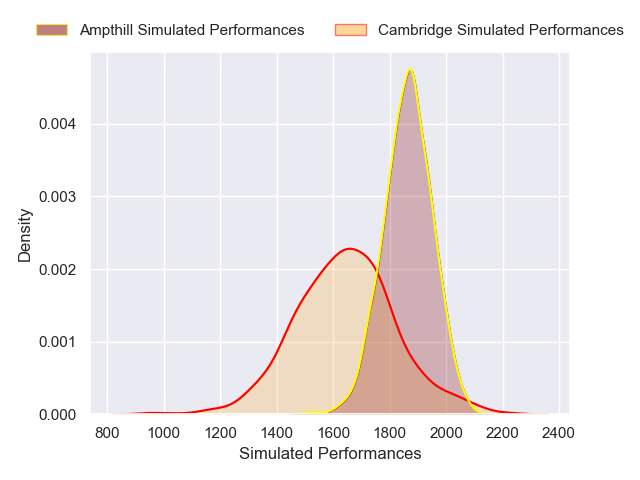 Ampthill Simulated Performances Cambridge Simulated Performances
0.004
0.003
0.002
0.001
0.000
Density
800 1000 1200 1400 1600 1800 2000 2200 2400
Simulated Performances